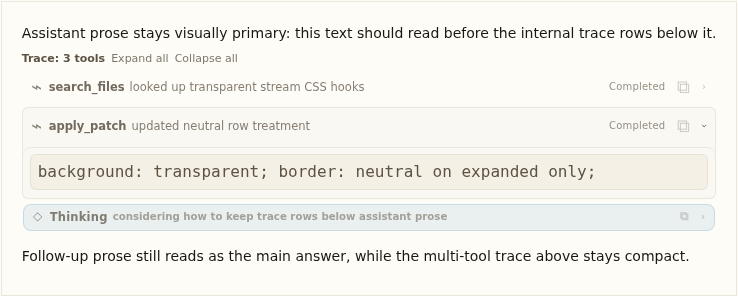 Assistant prose stays visually primary: this text should read before the internal trace rows below it.
Trace: 3 tools Expand all Collapse all
search_files looked up transparent stream CSS hooks Completed
apply_patch updated neutral row treatment Completed
background: transparent; border: neutral on expanded only;
Thinking considering how to keep trace rows below assistant prose
Follow-up prose still reads as the main answer, while the multi-tool trace above stays compact.